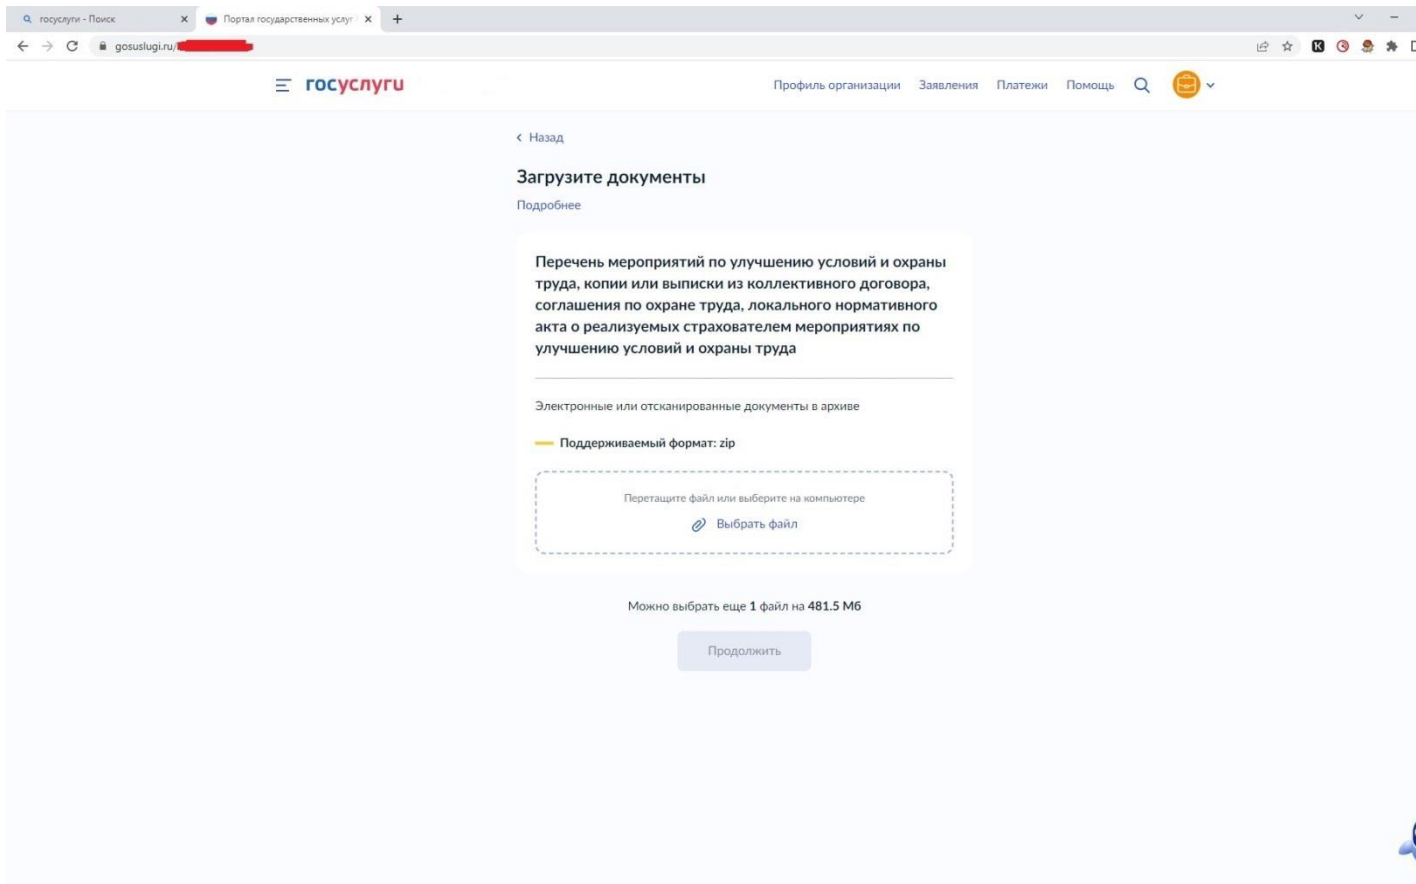 госуслуги - Поиск
Портал государственных услуг
gosuslugi.ru/
госуслуги
Профиль организации Заявления Платежи Помощь
Назад
Загрузите документы
Подробнее
Перечень мероприятий по улучшению условий и охраны
труда, копии или выписки из коллективного договора,
соглашения по охране труда, локального нормативного
акта о реализуемых страхователем мероприятиях по
улучшению условий и охраны труда
Электронные или отсканированные документы в архиве
Поддерживаемый формат: zip
Перетащите файл или выберите на компьютере
Выбрать файл
Можно выбрать еще 1 файл на 481.5 Мб
Продолжить